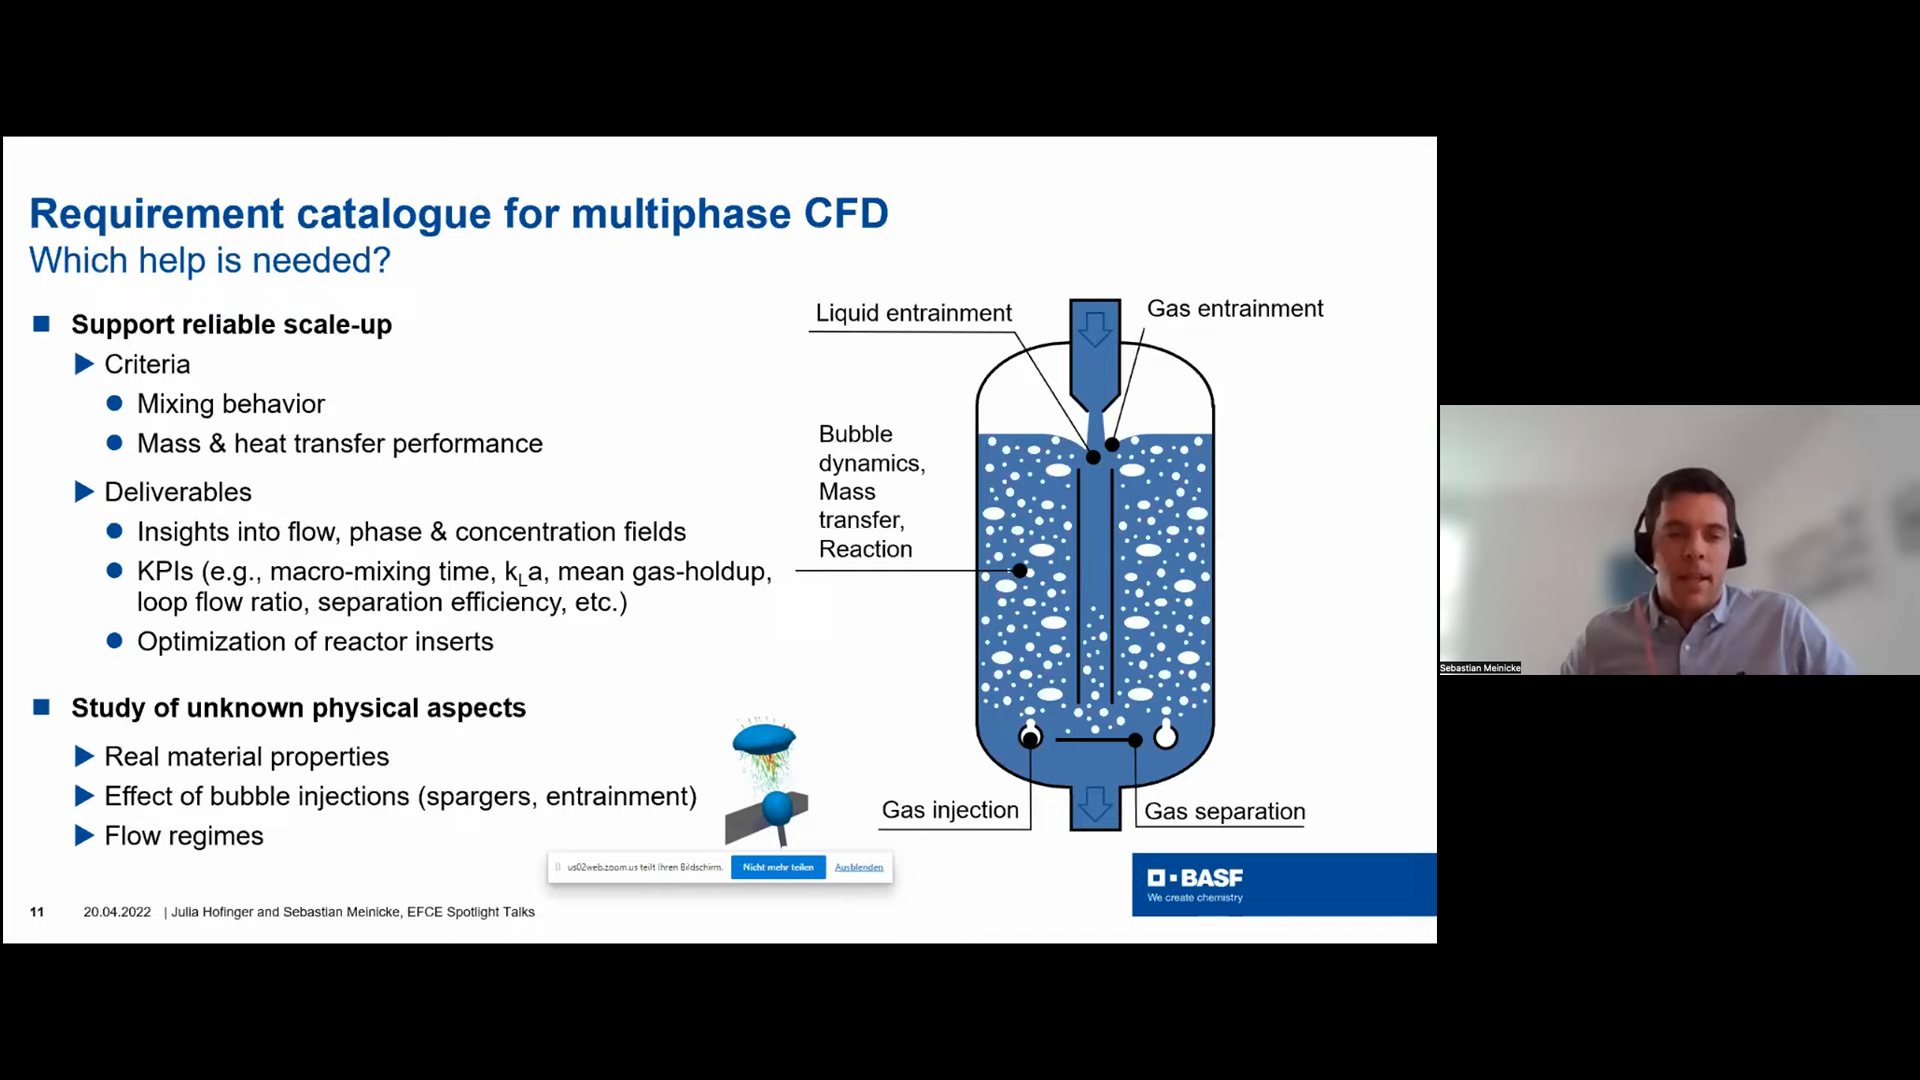 Requirement catalogue for multiphase CFD
Which help is needed?
Support reliable scale-up
Criteria
Mixing behavior
Mass & heat transfer performance
Deliverables
Insights into flow, phase & concentration fields
KPIs (e.g., macro-mixing time, kLa, mean gas-holdup,
loop flow ratio, separation efficiency, etc.)
Optimization of reactor inserts
Study of unknown physical aspects
Real material properties
Effect of bubble injections (spargers, entrainment)
Flow regimes
Liquid entrainment
Gas entrainment
Bubble
dynamics,
Mass
transfer,
Reaction
Gas injection
Gas separation
us02web.zoom.us teilt Ihren Bildschirm.
Nicht mehr teilen
Ausblenden
BASF
We create chemistry
11 20.04.2022 | Julia Hofinger and Sebastian Meinicke, EFCE Spotlight Talks
Sebastian Meinicke